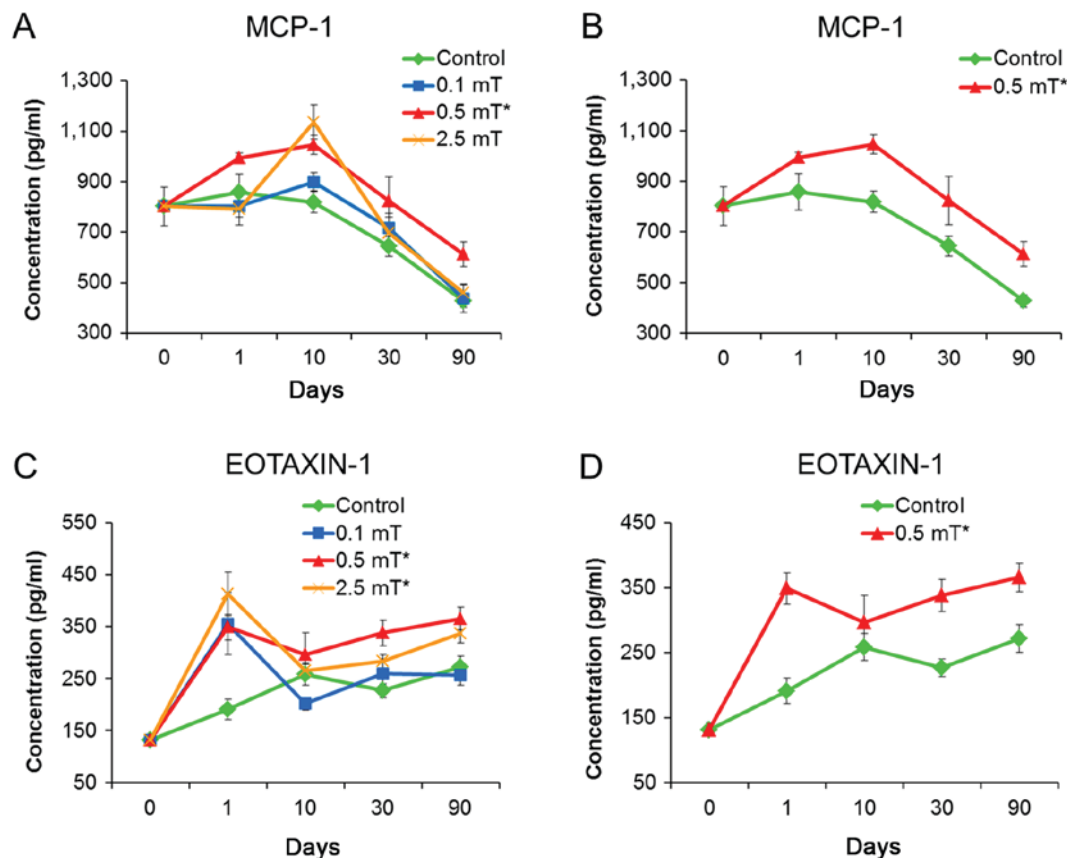 A
MCP-1
Control
0.1 mT
0.5 mT*
2.5 mT
1,300
1,100
900
700
500
300
Concentration (pg/ml)
0 1 10 30 90
Days
B
MCP-1
Control
0.5 mT*
1,300
1,100
900
700
500
300
Concentration (pg/ml)
0 1 10 30 90
Days
C
EOTAXIN-1
Control
0.1 mT
0.5 mT*
2.5 mT*
550
450
350
250
150
50
Concentration (pg/ml)
0 1 10 30 90
Days
D
EOTAXIN-1
Control
0.5 mT*
450
350
250
150
50
Concentration (pg/ml)
0 1 10 30 90
Days